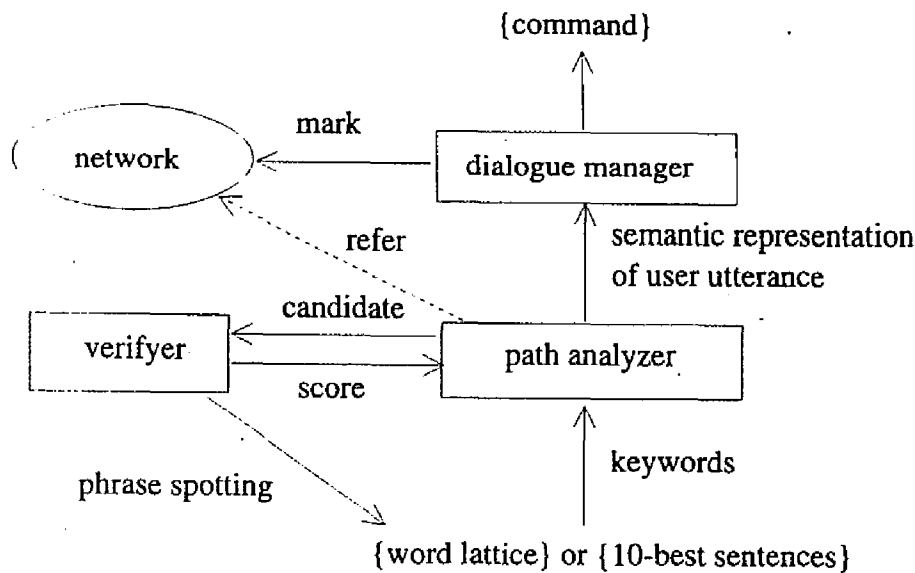 {command}
mark
network
dialogue manager
refer
semantic representation
of user utterance
candidate
verifyer
path analyzer
score
keywords
phrase spotting
{word lattice} or {10-best sentences}